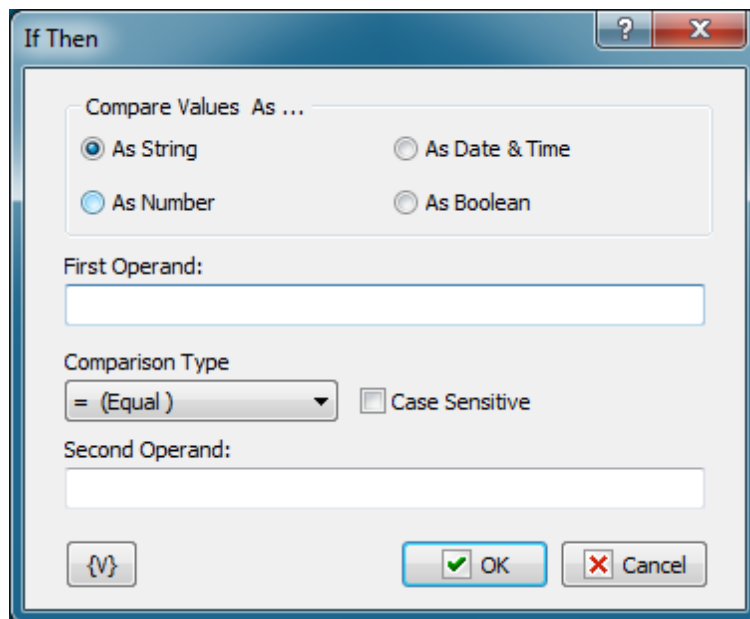 If Then
?
Compare Values As ...
As String
As Date & Time
As Number
As Boolean
First Operand:
Comparison Type
= (Equal )
Case Sensitive
Second Operand:
{V}
OK
Cancel